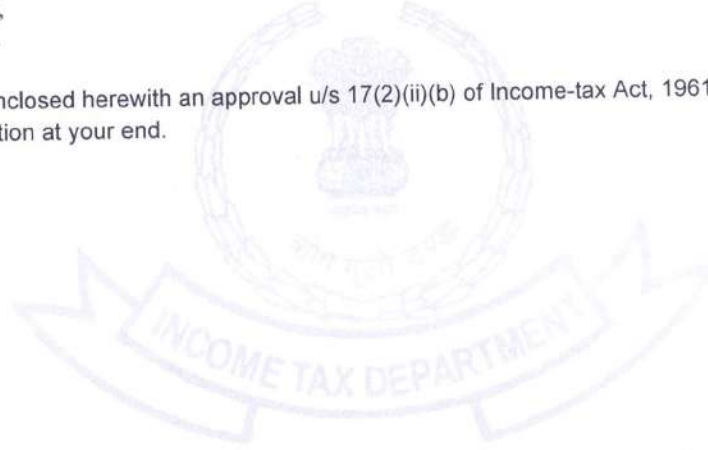 nclosed herewith an approval u/s 17(2)(ii)(b) of Income-tax Act, 1961
tion at your end.
INCOME TAX DEPARTMENT